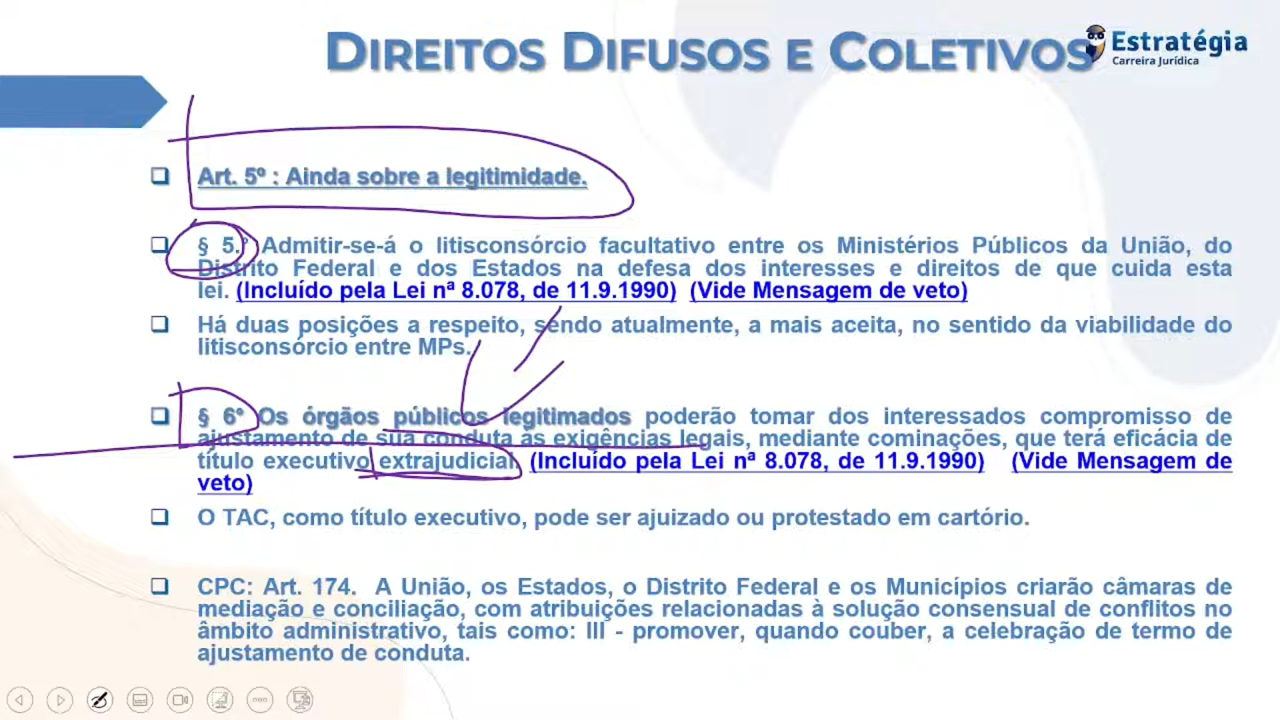 DIREITOS DIFUSOS E COLETIVOS
Estratégia
Carreira Jurídica
Art. 5º : Ainda sobre a legitimidade.
§ 5.° Admitir-se-á o litisconsórcio facultativo entre os Ministérios Públicos da União, do
Distrito Federal e dos Estados na defesa dos interesses e direitos de que cuida esta
lei. (Incluído pela Lei nª 8.078, de 11.9.1990) (Vide Mensagem de veto)
Há duas posições a respeito, sendo atualmente, a mais aceita, no sentido da viabilidade do
litisconsórcio entre MPs.
§ 6° Os órgãos públicos legitimados poderão tomar dos interessados compromisso de
ajustamento de sua conduta às exigências legais, mediante cominações, que terá eficácia de
título executivo extrajudicial. (Incluído pela Lei nª 8.078, de 11.9.1990) (Vide Mensagem de
veto)
O TAC, como título executivo, pode ser ajuizado ou protestado em cartório.
CPC: Art. 174. A União, os Estados, o Distrito Federal e os Municípios criarão câmaras de
mediação e conciliação, com atribuições relacionadas à solução consensual de conflitos no
âmbito administrativo, tais como: III - promover, quando couber, a celebração de termo de
ajustamento de conduta.